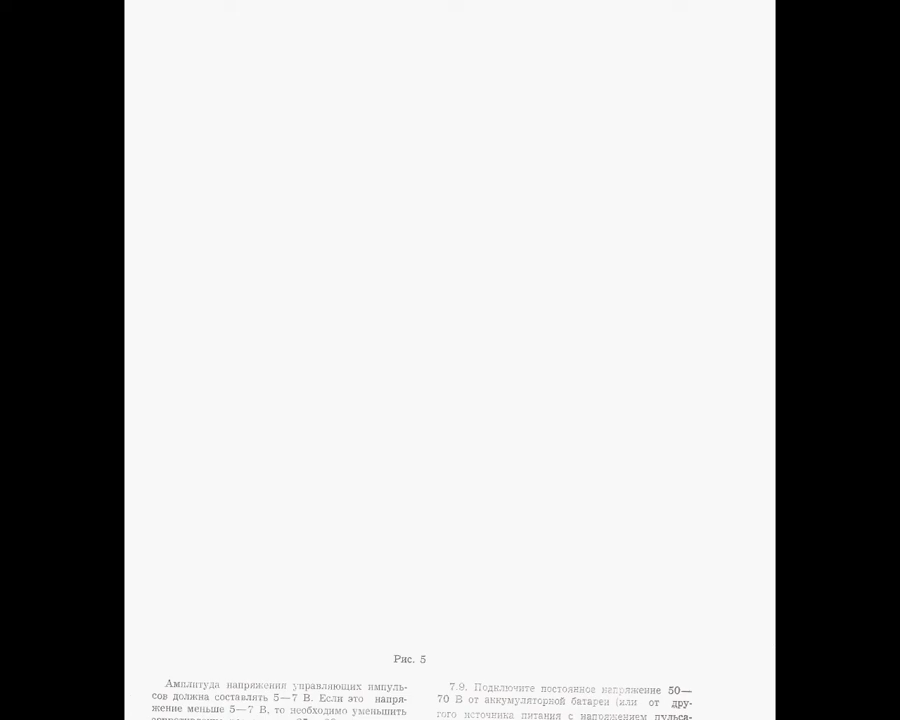 Рис. 5
Амплитуда напряжения управляющих импуль-
сов должна составлять 5—7 В. Если это напря-
жение меньше 5—7 В, то необходимо уменьшить
7.9. Подключите постоянное напряжение 50—
70 В от аккумуляторной батареи (или от дру-
гого источника питания с напряжением пульса-